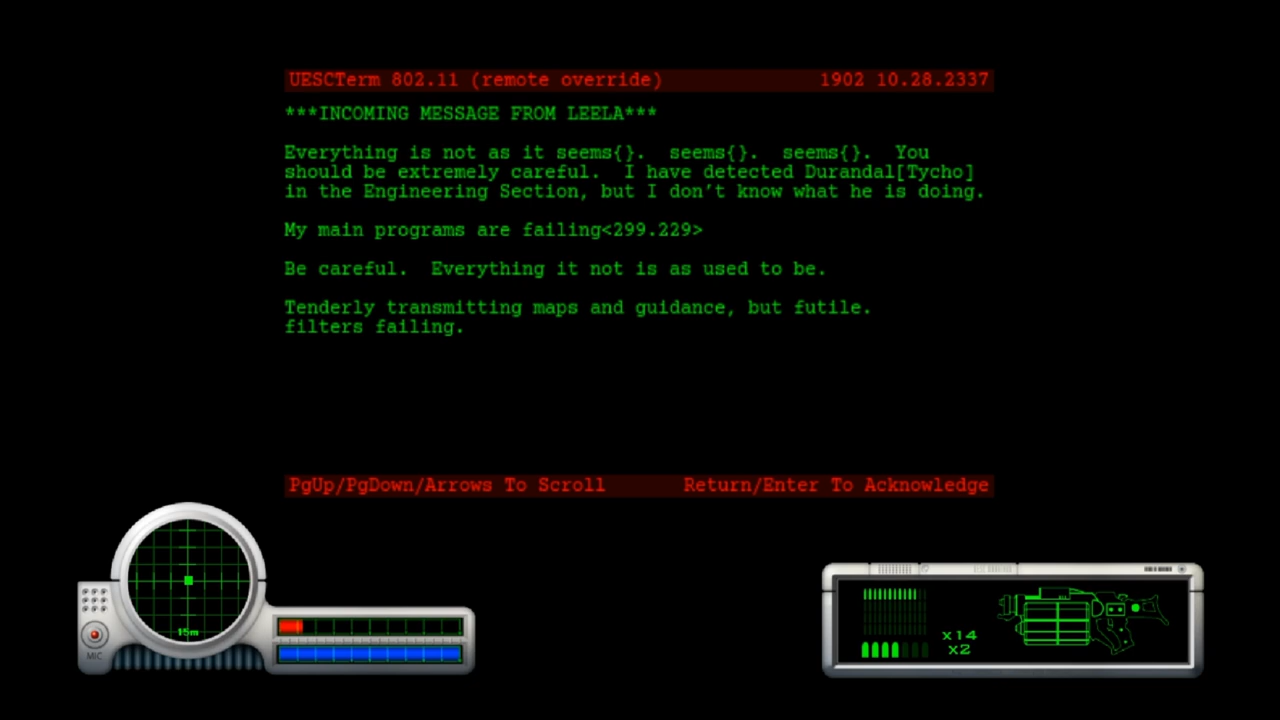 UESCTerm 802.11 (remote override) 1902 10.28.2337
***INCOMING MESSAGE FROM LEELA***
Everything is not as it seems{}.  seems{}.  seems{}.  You
should be extremely careful.  I have detected Durandal[Tycho]
in the Engineering Section, but I don't know what he is doing.
My main programs are failing<299.229>
Be careful.  Everything it not is as used to be.
Tenderly transmitting maps and guidance, but futile.
filters failing.
PgUp/PgDown/Arrows To Scroll Return/Enter To Acknowledge
15m
MIC
x14
x2